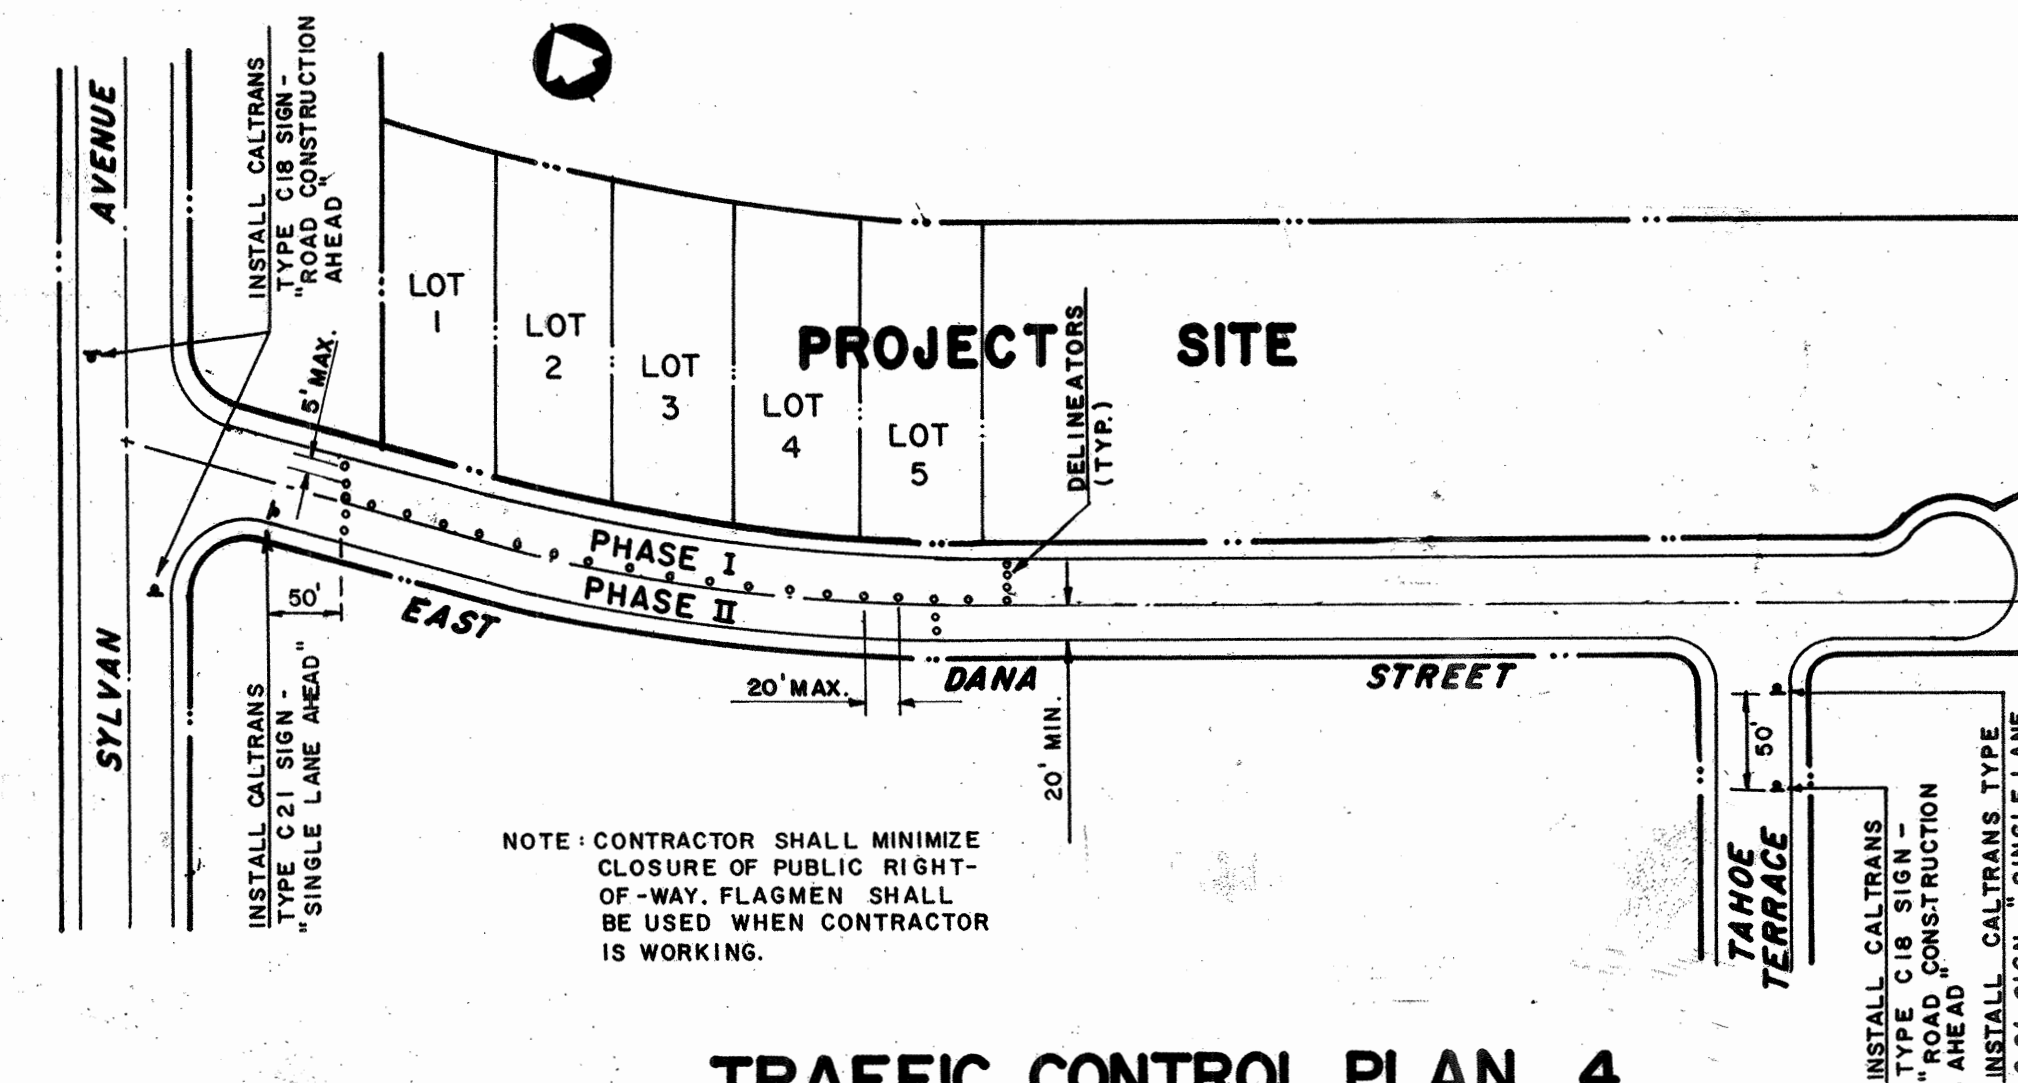 SYLVAN AVENUE
INSTALL CALTRANS
TYPE C18 SIGN -
"ROAD CONSTRUCTION
AHEAD"
5' MAX.
LOT
1
LOT
2
LOT
3
LOT
4
LOT
5
PROJECT SITE
DELINEATORS
(TYP.)
PHASE I
PHASE II
50'
EAST DANA STREET
20' MAX.
20' MIN.
INSTALL CALTRANS
TYPE C21 SIGN -
"SINGLE LANE AHEAD"
NOTE: CONTRACTOR SHALL MINIMIZE
CLOSURE OF PUBLIC RIGHT-
OF-WAY. FLAGMEN SHALL
BE USED WHEN CONTRACTOR
IS WORKING.
50'
TAHOE
TERRACE
INSTALL CALTRANS
TYPE C18 SIGN -
"ROAD CONSTRUCTION
AHEAD"
INSTALL CALTRANS TYPE
TRAFFIC CONTROL PLAN 4